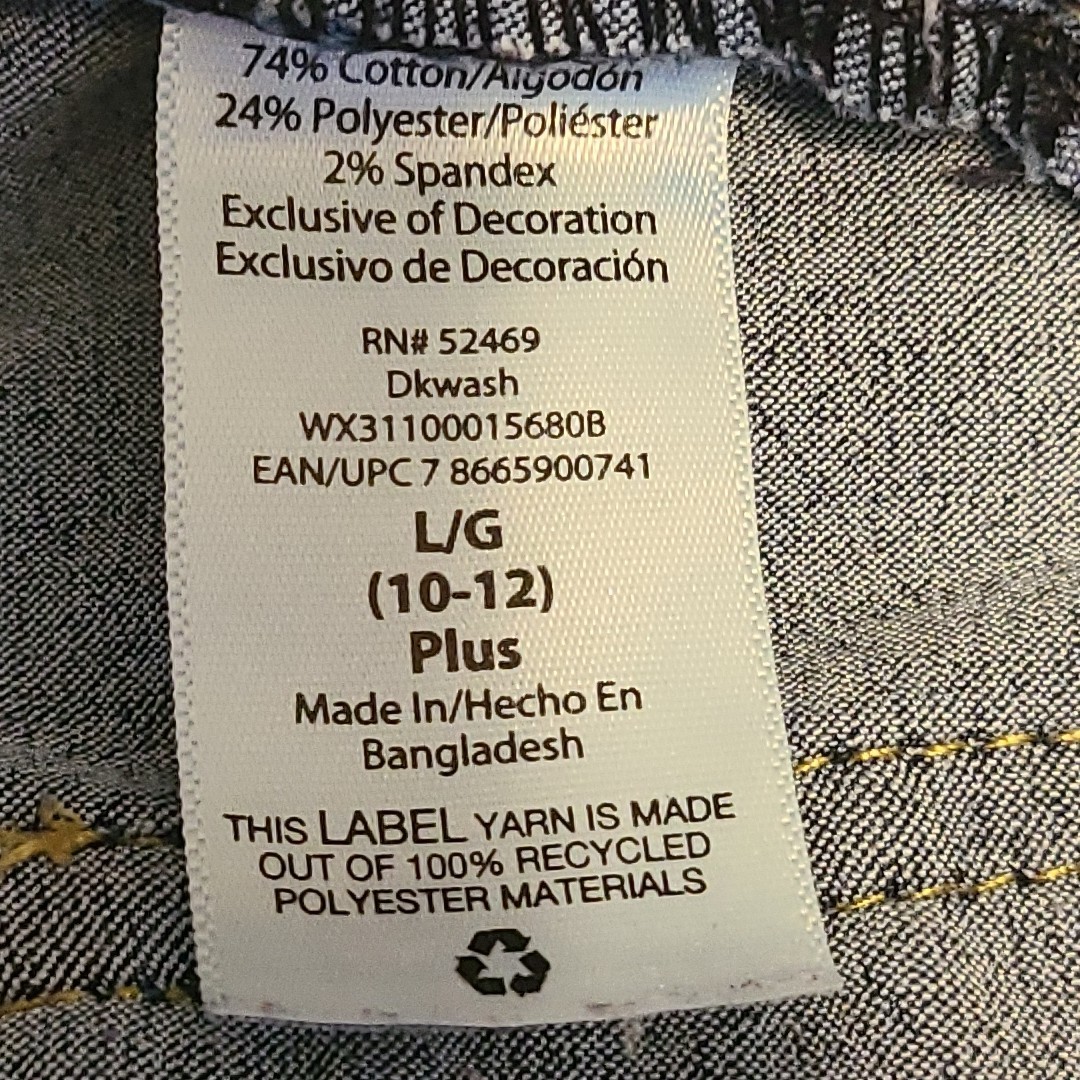 74% Cotton/Algodón
24% Polyester/Poliéster
2% Spandex
Exclusive of Decoration
Exclusivo de Decoración
RN# 52469
Dkwash
WX31100015680B
EAN/UPC 7 8665900741
L/G
(10-12)
Plus
Made In/Hecho En
Bangladesh
THIS LABEL YARN IS MADE
OUT OF 100% RECYCLED
POLYESTER MATERIALS